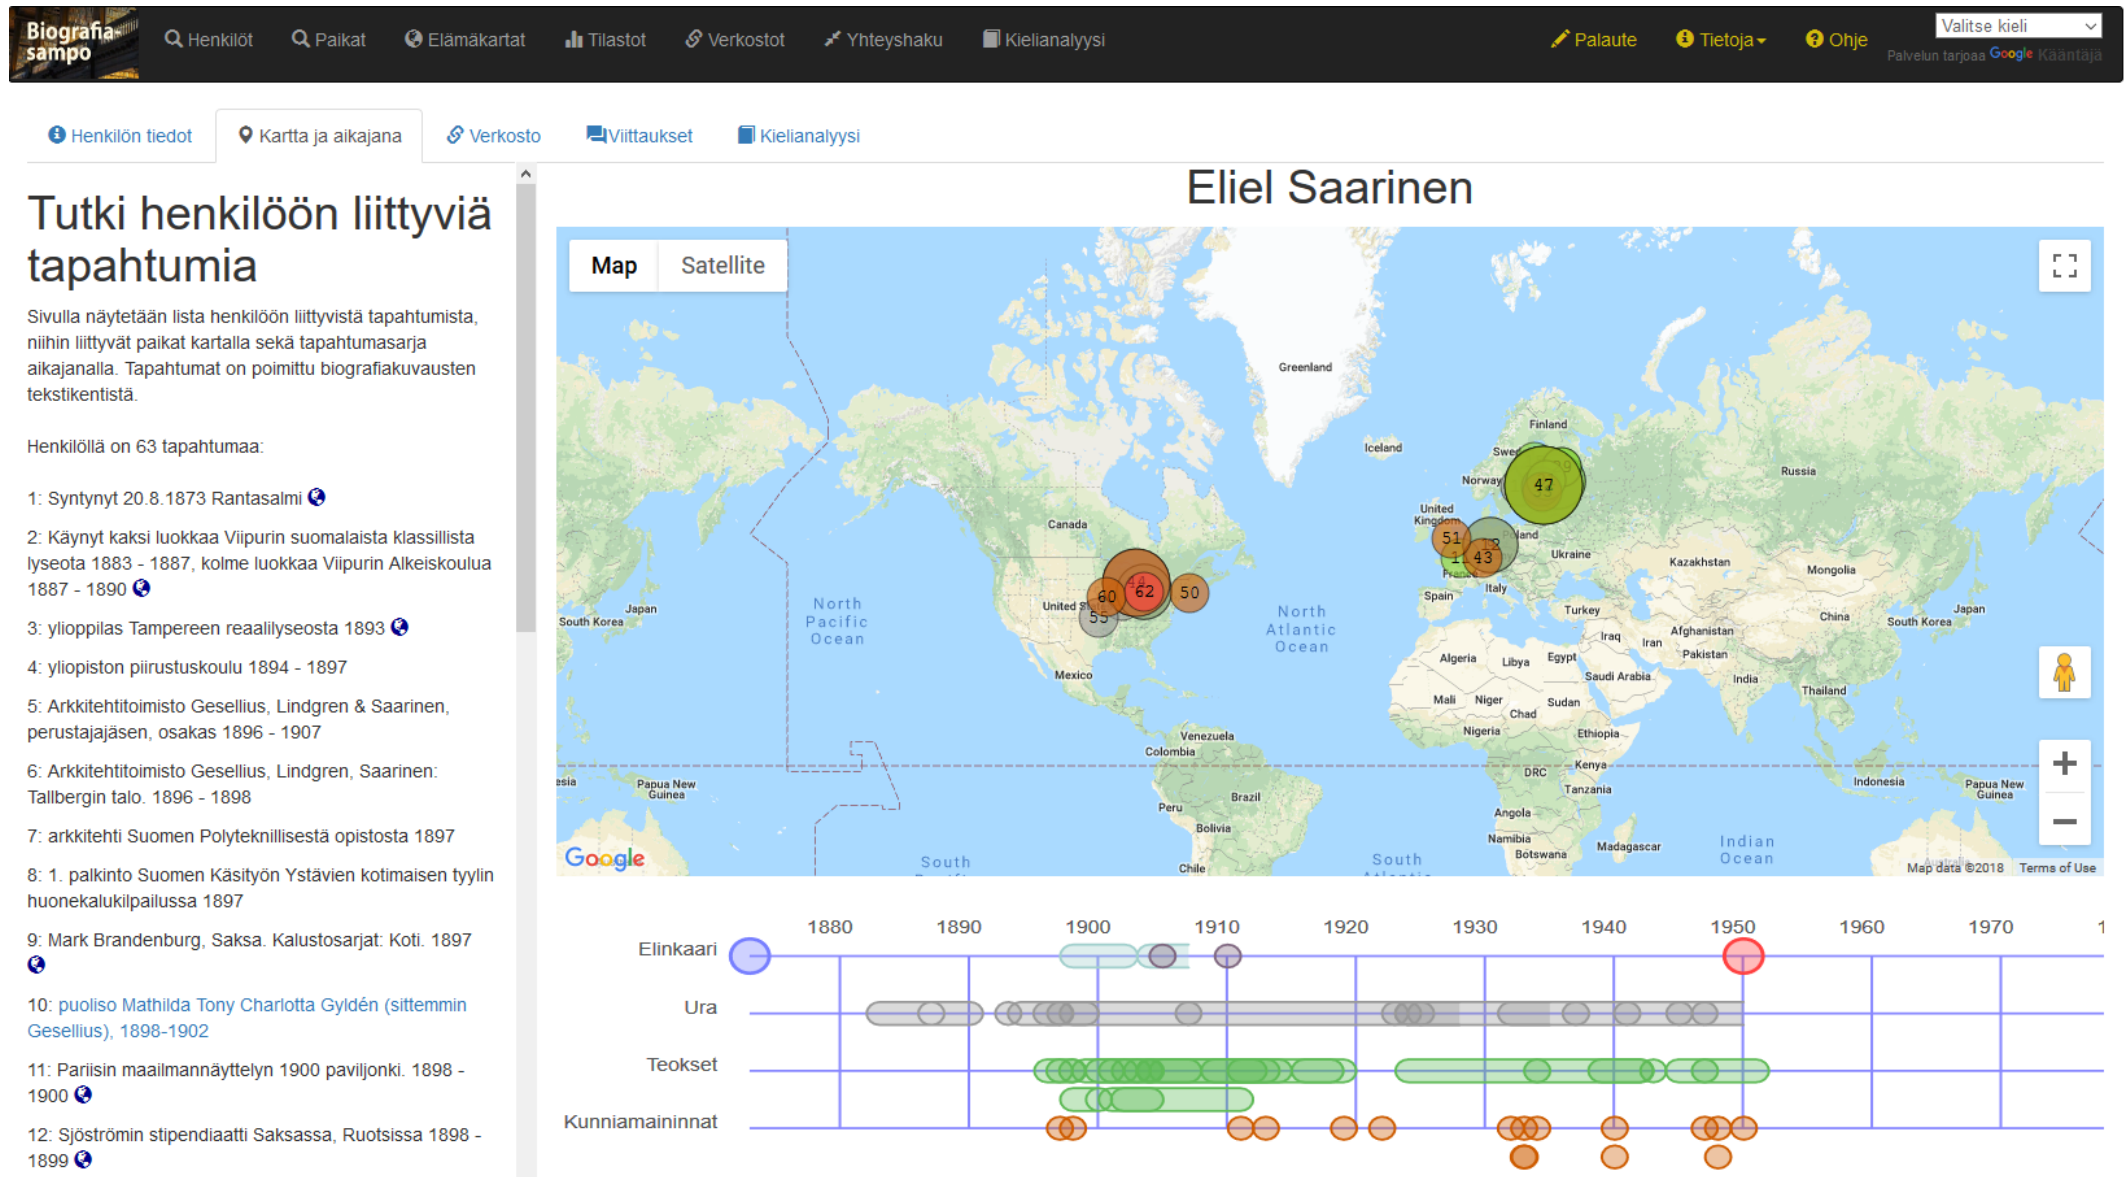 Biografia-
sampo
Henkilöt
Paikat
Elämäkartat
Tilastot
Verkostot
Yhteyshaku
Kielianalyysi
Palaute
Tietoja
Ohje
Valitse kieli
Palvelun tarjoaa Google Kääntäjä
Henkilön tiedot
Kartta ja aikajana
Verkosto
Viittaukset
Kielianalyysi
Tutki henkilöön liittyviä
tapahtumia
Sivulla näytetään lista henkilöön liittyvistä tapahtumista,
niihin liittyvät paikat kartalla sekä tapahtumasarja
aikajanalla. Tapahtumat on poimittu biografiakuvausten
tekstikentistä.
Henkilöllä on 63 tapahtumaa:
1: Syntynyt 20.8.1873 Rantasalmi
2: Käynyt kaksi luokkaa Viipurin suomalaista klassillista
lyseota 1883 - 1887, kolme luokkaa Viipurin Alkeiskoulua
1887 - 1890
3: ylioppilas Tampereen reaalilyseosta 1893
4: yliopiston piirustuskoulu 1894 - 1897
5: Arkkitehtitoimisto Gesellius, Lindgren & Saarinen,
perustajajäsen, osakas 1896 - 1907
6: Arkkitehtitoimisto Gesellius, Lindgren, Saarinen:
Tallbergin talo. 1896 - 1898
7: arkkitehti Suomen Polyteknillisestä opistosta 1897
8: 1. palkinto Suomen Käsityön Ystävien kotimaisen tyylin
huonekalukilpailussa 1897
9: Mark Brandenburg, Saksa. Kalustosarjat: Koti. 1897
10: puoliso Mathilda Tony Charlotta Gyldén (sittemmin
Gesellius), 1898-1902
11: Pariisin maailmannäyttelyn 1900 paviljonki. 1898 -
1900
12: Sjöströmin stipendiaatti Saksassa, Ruotsissa 1898 -
1899
Eliel Saarinen
Map
Satellite
Greenland
Iceland
Finland
Norway
United
Kingdom
Russia
Canada
Ukraine
Kazakhstan
Mongolia
Spain
Italy
Turkey
Japan
South Korea
North
Pacific
Ocean
North
Atlantic
Ocean
Mexico
Iraq
Iran
Afghanistan
Pakistan
China
South Korea
Japan
Algeria
Libya
Egypt
Saudi Arabia
India
Thailand
Mali
Niger
Chad
Sudan
Nigeria
Ethiopia
Venezuela
Colombia
DRC
Kenya
Tanzania
Indonesia
Papua New
Guinea
Papua New
Guinea
Peru
Brazil
Bolivia
Angola
Namibia
Botswana
Madagascar
Indian
Ocean
Chile
South
South
47
51
43
44
62
60
50
55
Google
Map data ©2018
Terms of Use
1880 1890 1900 1910 1920 1930 1940 1950 1960 1970
Elinkaari
Ura
Teokset
Kunniamaininnat